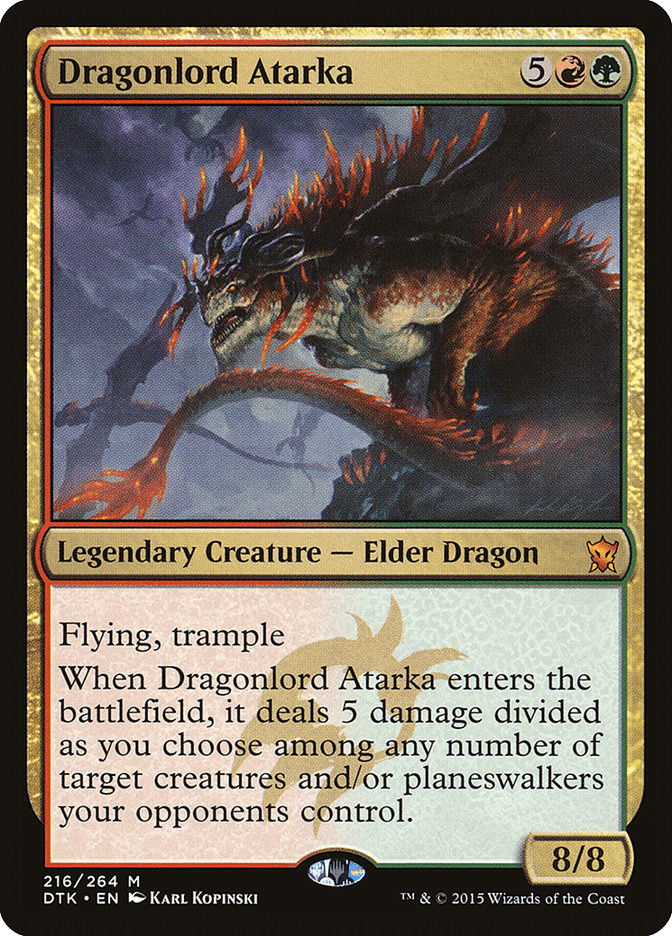 Dragonlord Atarka 5
Legendary Creature — Elder Dragon
Flying, trample
When Dragonlord Atarka enters the
battlefield, it deals 5 damage divided
as you choose among any number of
target creatures and/or planeswalkers
your opponents control.
8/8
216/264 M
DTK • EN Karl Kopinski
™ & © 2015 Wizards of the Coast